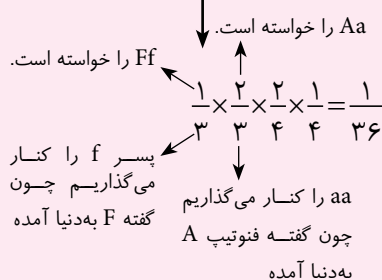 Aa را خواسته است.
Ff را خواسته است.
۱/۳ × ۲/۳ × ۲/۴ × ۱/۴ = ۱/۳۶
پسر f را کنار
می‌گذاریم چون
گفته F به‌دنیا آمده
aa را کنار می‌گذاریم
چون گفته فنوتیپ A
به‌دنیا آمده